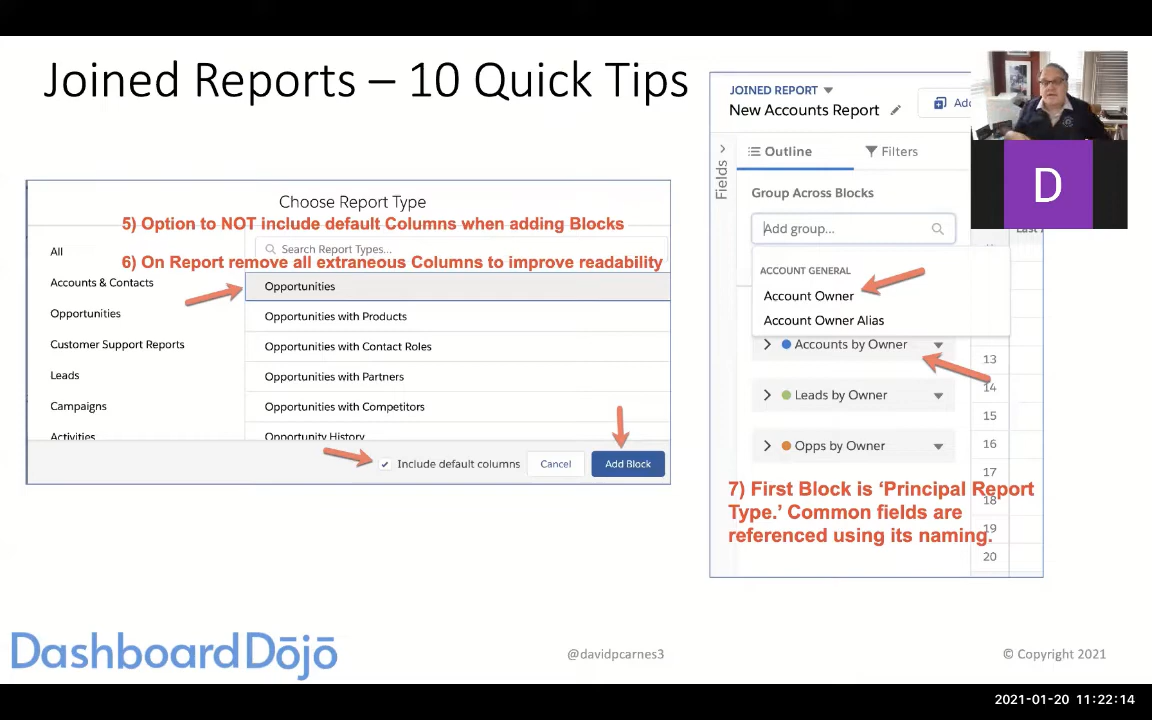 Joined Reports – 10 Quick Tips
Choose Report Type
5) Option to NOT include default Columns when adding Blocks
Search Report Types...
6) On Report remove all extraneous Columns to improve readability
All
Accounts & Contacts
Opportunities
Customer Support Reports
Leads
Campaigns
Activities
Opportunities
Opportunities with Products
Opportunities with Contact Roles
Opportunities with Partners
Opportunities with Competitors
Opportunity History
Include default columns
Cancel
Add Block
JOINED REPORT
New Accounts Report
Add
Fields
Outline
Filters
Group Across Blocks
Add group...
ACCOUNT GENERAL
Account Owner
Account Owner Alias
Accounts by Owner
Leads by Owner
Opps by Owner
13
14
15
16
17
18
19
20
7) First Block is ‘Principal Report
Type.’ Common fields are
referenced using its naming.
D
DashboardDōjō
@davidpcarnes3
© Copyright 2021
2021-01-20 11:22:14